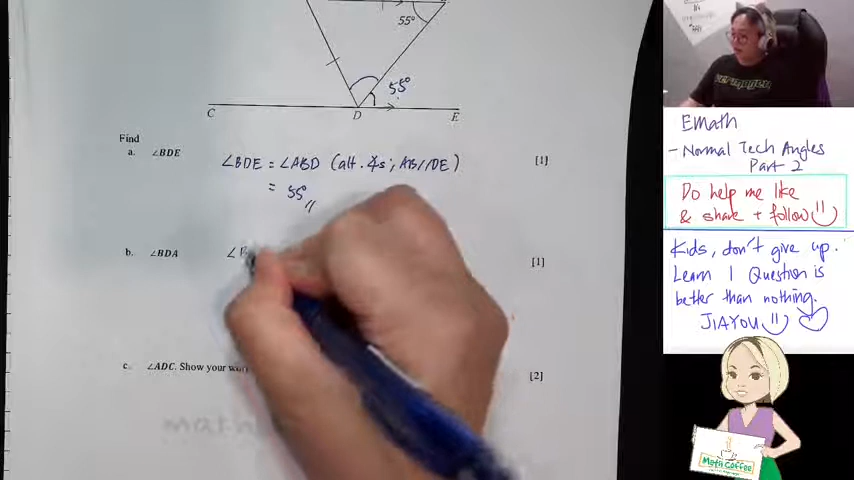 55°
55°
C D E
Find
a. ∠BDE ∠BDE = ∠ABD (alt. ∠s, AB//DE) [1]
= 55°
b. ∠BDA ∠B [1]
c. ∠ADC. Show your [2]
math
EMath
- Normal Tech Angles
Part 2
Do help me like
& share + follow
Kids, don't give up.
Learn 1 Question is
better than nothing.
JIAYOU
Math Coffee